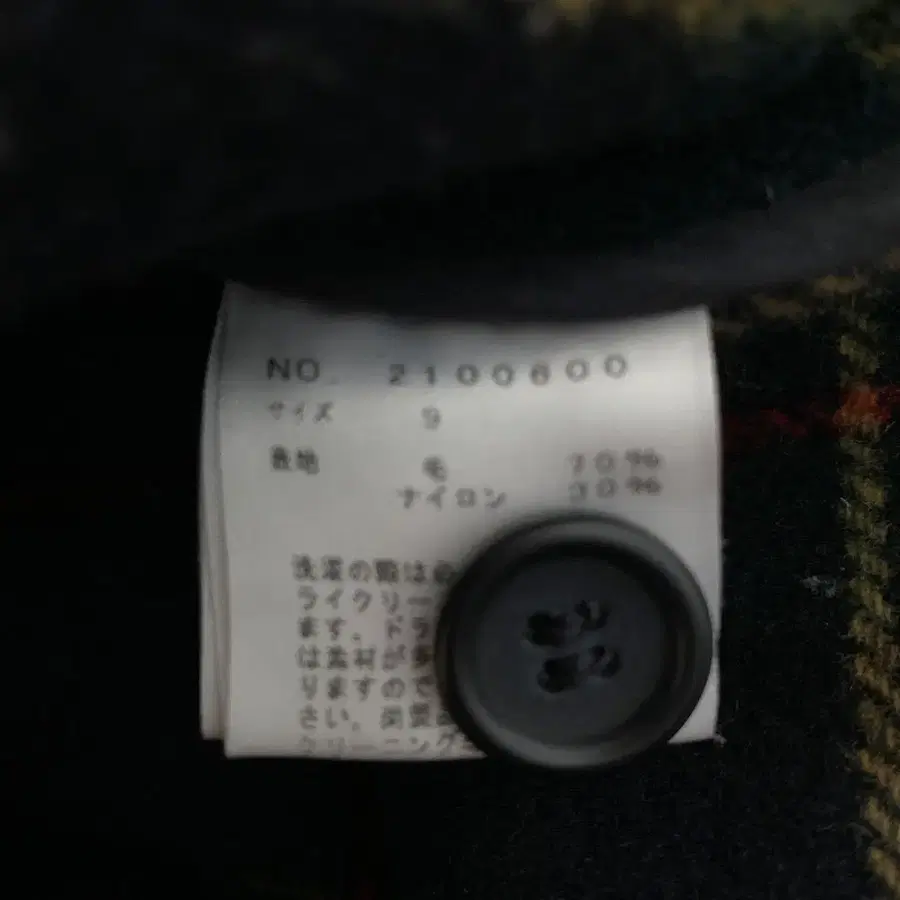 NO. 2100600
サイズ 9
表地 毛 70%
ナイロン 30%
洗濯の際は必
ライクリー
ます。ドラ
は素材が
りますので
さい。
クリーニング